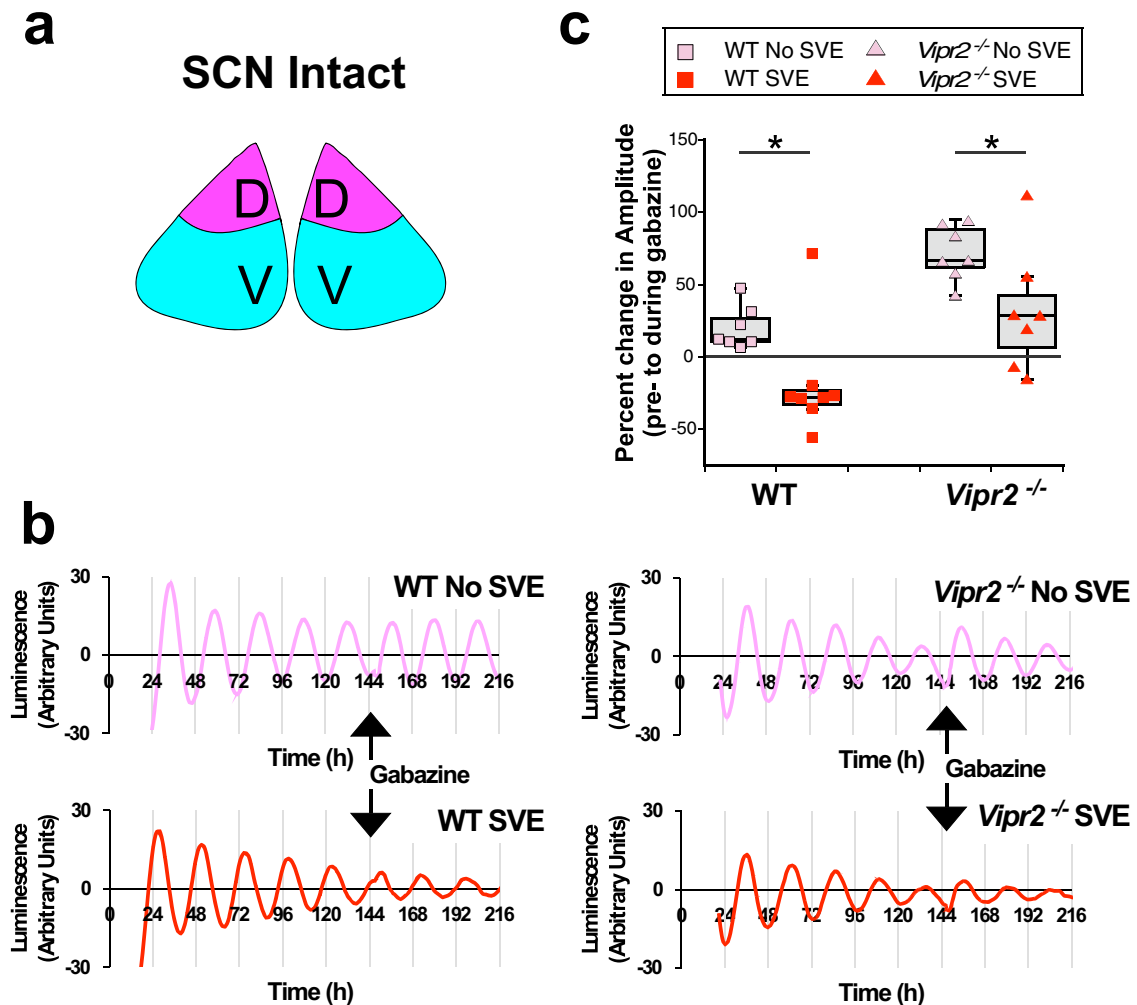 a
SCN Intact
D D
V V
c
WT No SVE
Vipr2 -/- No SVE
WT SVE
Vipr2 -/- SVE
Percent change in Amplitude
(pre- to during gabazine)
150
100
50
0
-50
*
*
WT
Vipr2 -/-
b
Luminescence
(Arbitrary Units)
30
0
-30
WT No SVE
0 24 48 72 96 120 144 168 192 216
Time (h)
Luminescence
(Arbitrary Units)
30
0
-30
Vipr2 -/- No SVE
0 24 48 72 96 120 144 168 192 216
Time (h)
Gabazine
Gabazine
Luminescence
(Arbitrary Units)
30
0
-30
WT SVE
0 24 48 72 96 120 144 168 192 216
Time (h)
Luminescence
(Arbitrary Units)
30
0
-30
Vipr2 -/- SVE
0 24 48 72 96 120 144 168 192 216
Time (h)